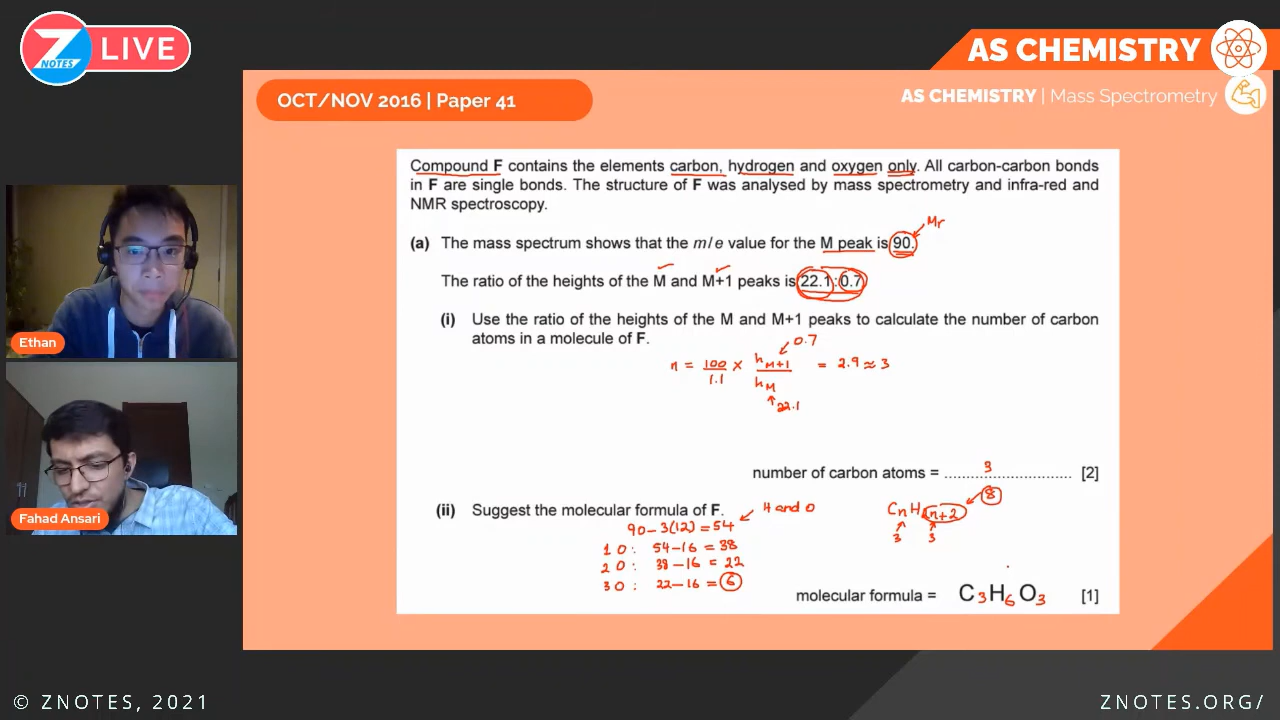 Z NOTES LIVE
AS CHEMISTRY
OCT/NOV 2016 | Paper 41
AS CHEMISTRY | Mass Spectrometry
Compound F contains the elements carbon, hydrogen and oxygen only. All carbon-carbon bonds
in F are single bonds. The structure of F was analysed by mass spectrometry and infra-red and
NMR spectroscopy.
Mr
(a) The mass spectrum shows that the m/e value for the M peak is 90.
The ratio of the heights of the M and M+1 peaks is 22.1:0.7
(i) Use the ratio of the heights of the M and M+1 peaks to calculate the number of carbon
atoms in a molecule of F.
0.7
n = 100/1.1 × hM+1/hM = 2.9 ≈ 3
22.1
number of carbon atoms = 3 [2]
(ii) Suggest the molecular formula of F.
H and O
CnH2n+2
8
3 3
90-3(12) = 54
1 O: 54-16 = 38
2 O: 38-16 = 22
3 O: 22-16 = 6
molecular formula = C3H6O3 [1]
Ethan
Fahad Ansari
© ZNOTES, 2021
ZNOTES.ORG/